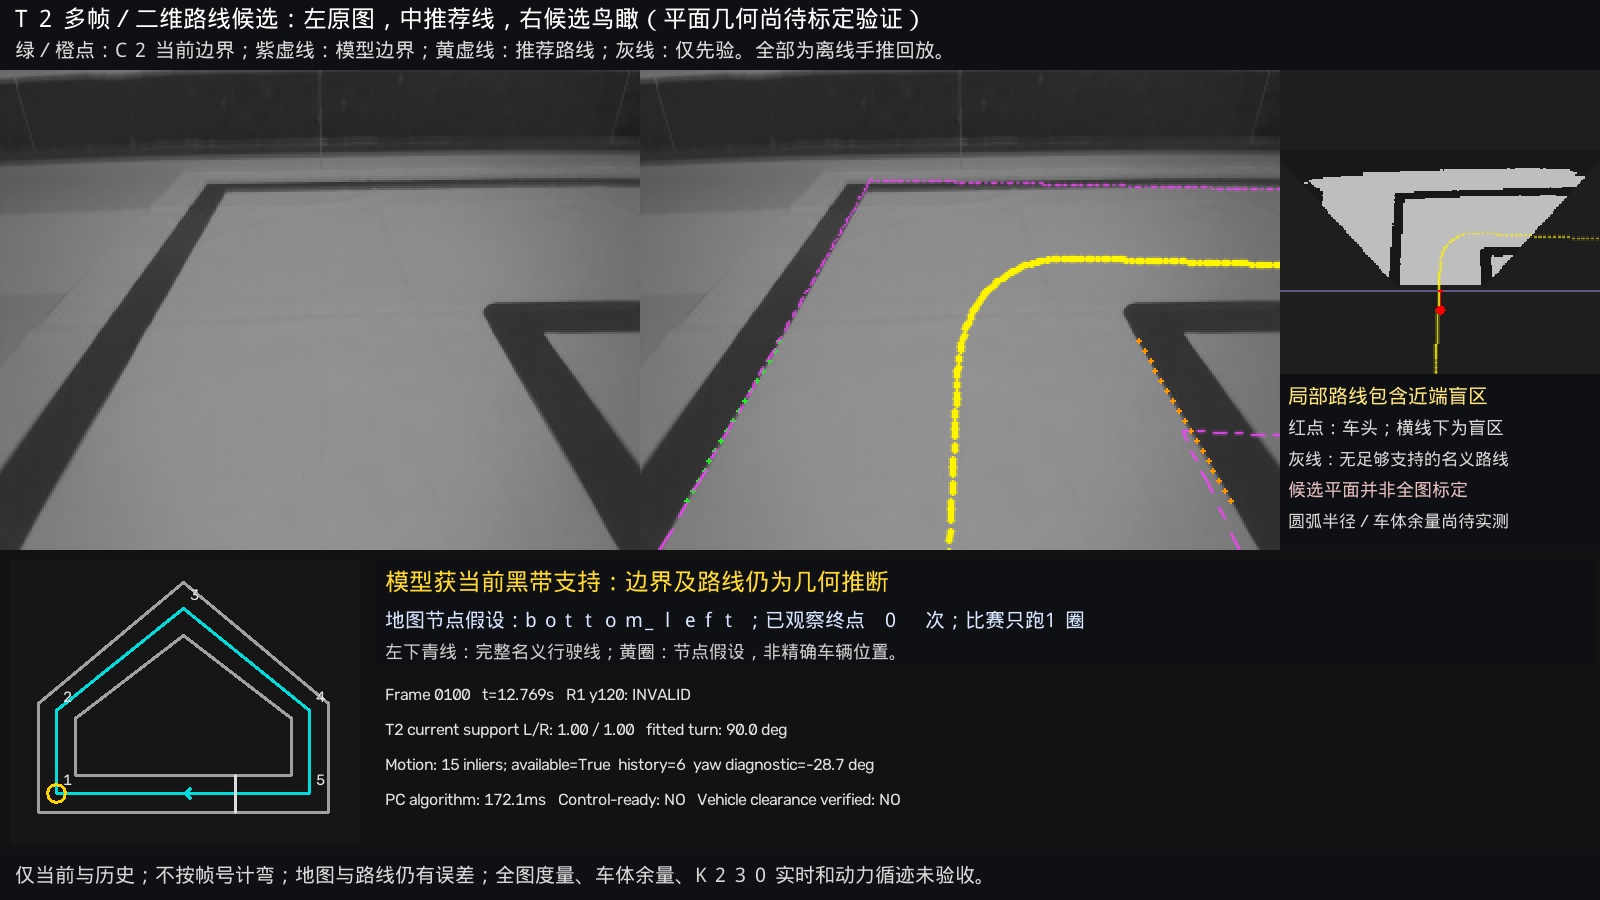 T 2 多帧 / 二维路线候选：左原图，中推荐线，右候选鸟瞰（平面几何尚待标定验证）
绿 / 橙点：C 2 当前边界；紫虚线：模型边界；黄虚线：推荐路线；灰线：仅先验。全部为离线手推回放。
局部路线包含近端盲区
红点：车头；横线下为盲区
灰线：无足够支持的名义路线
候选平面并非全图标定
圆弧半径 / 车体余量尚待实测
3
2
4
1
5
模型获当前黑带支持：边界及路线仍为几何推断
地图节点假设：bottom_left；已观察终点 0 次；比赛只跑1 圈
左下青线：完整名义行驶线；黄圈：节点假设，非精确车辆位置。
Frame 0100 t=12.769s R1 y120: INVALID
T2 current support L/R: 1.00 / 1.00 fitted turn: 90.0 deg
Motion: 15 inliers; available=True history=6 yaw diagnostic=-28.7 deg
PC algorithm: 172.1ms Control-ready: NO Vehicle clearance verified: NO
仅当前与历史；不按帧号计弯；地图与路线仍有误差；全图度量、车体余量、K 2 3 0 实时和动力循迹未验收。